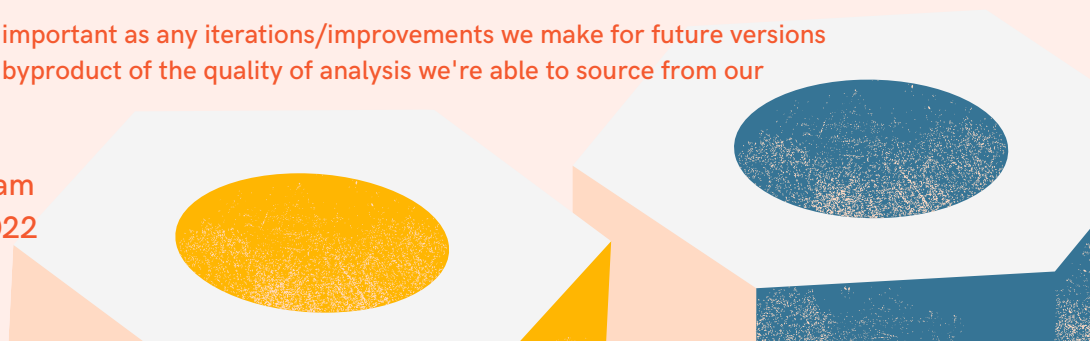 important as any iterations/improvements we make for future versions
byproduct of the quality of analysis we're able to source from our
am
022